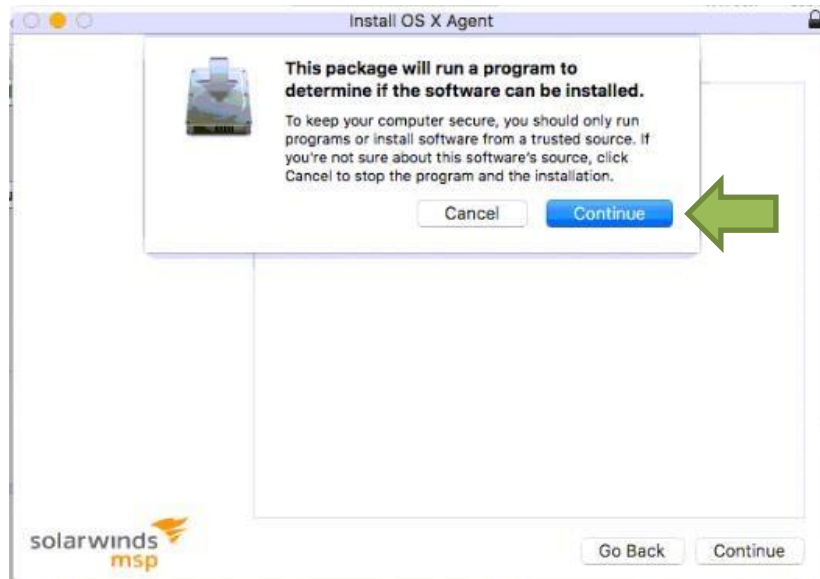 Install OS X Agent
This package will run a program to
determine if the software can be installed.
To keep your computer secure, you should only run
programs or install software from a trusted source. If
you're not sure about this software's source, click
Cancel to stop the program and the installation.
Cancel Continue
solarwinds
msp
Go Back Continue